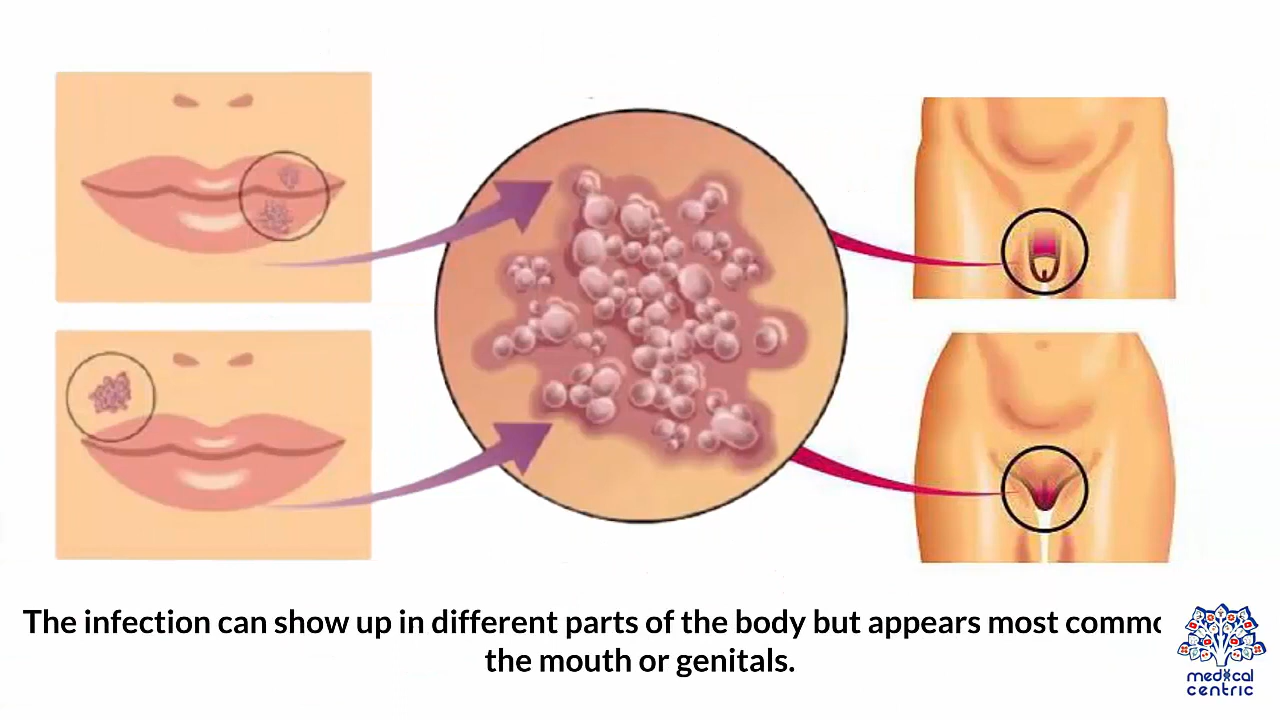 The infection can show up in different parts of the body but appears most
the mouth or genitals.
medical
centric